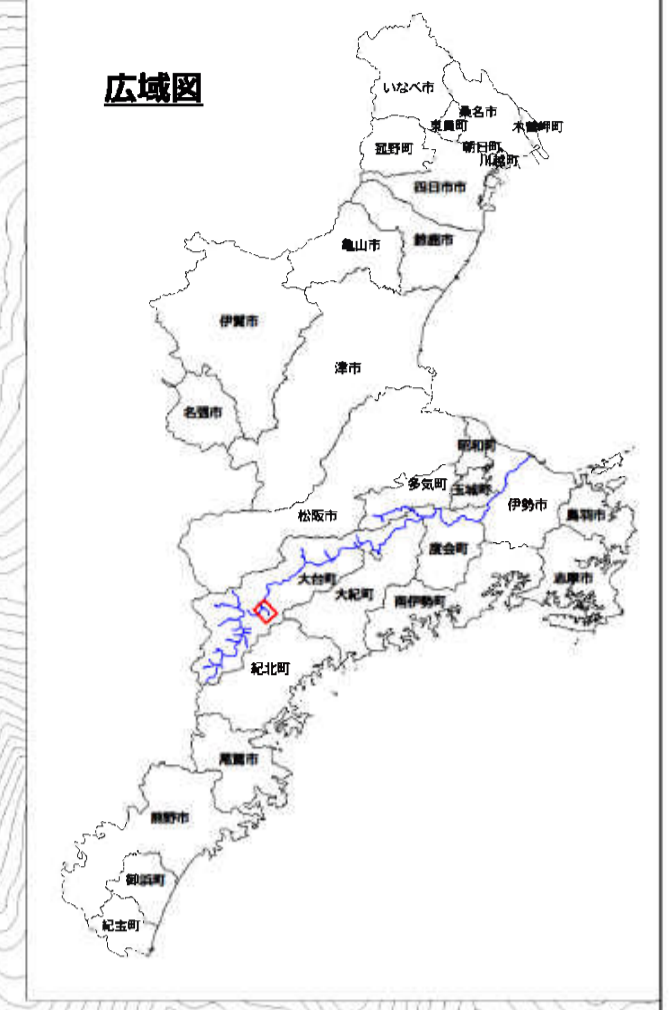 広域図
いなべ市
桑名市
東員町
木曽岬町
朝日町
川越町
菰野町
四日市市
鈴鹿市
亀山市
伊賀市
津市
名張市
明和町
多気町
玉城町
松阪市
伊勢市
鳥羽市
度会町
大台町
志摩市
大紀町
南伊勢町
紀北町
尾鷲市
熊野市
御浜町
紀宝町